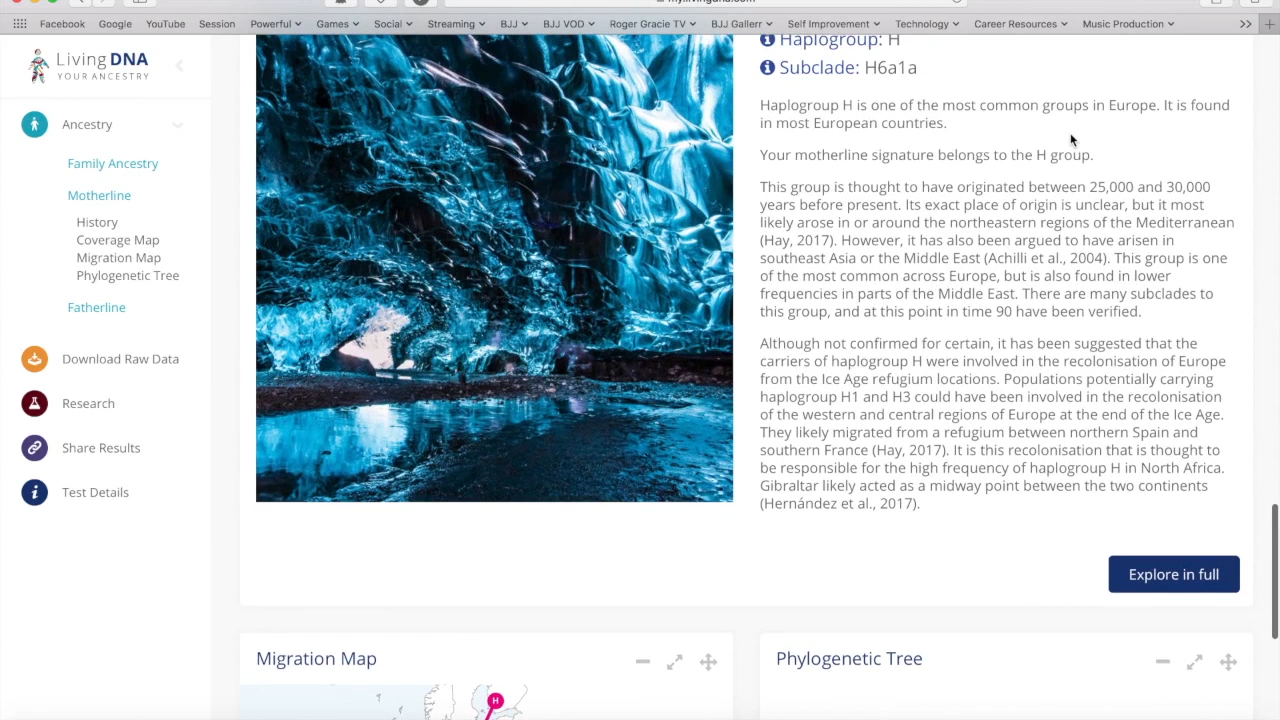 my.livingdna.com
Facebook Google YouTube Session Powerful Games Social Streaming BJJ BJJ VOD Roger Gracie TV BJJ Gallerr Self Improvement Technology Career Resources Music Production
Living DNA
YOUR ANCESTRY
Ancestry
Family Ancestry
Motherline
History
Coverage Map
Migration Map
Phylogenetic Tree
Fatherline
Download Raw Data
Research
Share Results
Test Details
Haplogroup: H
Subclade: H6a1a
Haplogroup H is one of the most common groups in Europe. It is found
in most European countries.
Your motherline signature belongs to the H group.
This group is thought to have originated between 25,000 and 30,000
years before present. Its exact place of origin is unclear, but it most
likely arose in or around the northeastern regions of the Mediterranean
(Hay, 2017). However, it has also been argued to have arisen in
southeast Asia or the Middle East (Achilli et al., 2004). This group is one
of the most common across Europe, but is also found in lower
frequencies in parts of the Middle East. There are many subclades to
this group, and at this point in time 90 have been verified.
Although not confirmed for certain, it has been suggested that the
carriers of haplogroup H were involved in the recolonisation of Europe
from the Ice Age refugium locations. Populations potentially carrying
haplogroup H1 and H3 could have been involved in the recolonisation
of the western and central regions of Europe at the end of the Ice Age.
They likely migrated from a refugium between northern Spain and
southern France (Hay, 2017). It is this recolonisation that is thought to
be responsible for the high frequency of haplogroup H in North Africa.
Gibraltar likely acted as a midway point between the two continents
(Hernández et al., 2017).
Explore in full
Migration Map
H
Phylogenetic Tree